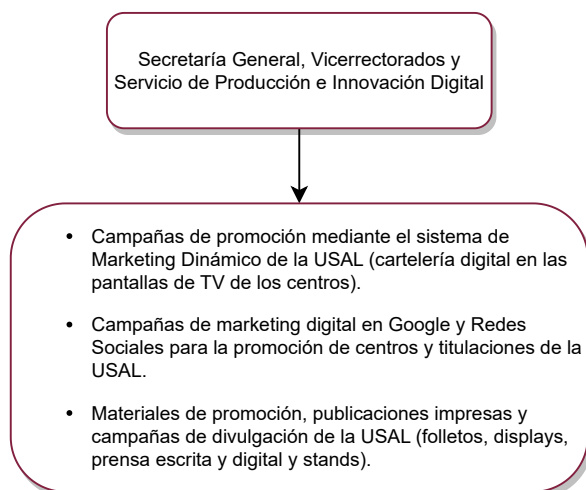 Secretaría General, Vicerrectorados y
Servicio de Producción e Innovación Digital
• Campañas de promoción mediante el sistema de
Marketing Dinámico de la USAL (cartelería digital en las
pantallas de TV de los centros).
• Campañas de marketing digital en Google y Redes
Sociales para la promoción de centros y titulaciones de la
USAL.
• Materiales de promoción, publicaciones impresas y
campañas de divulgación de la USAL (folletos, displays,
prensa escrita y digital y stands).